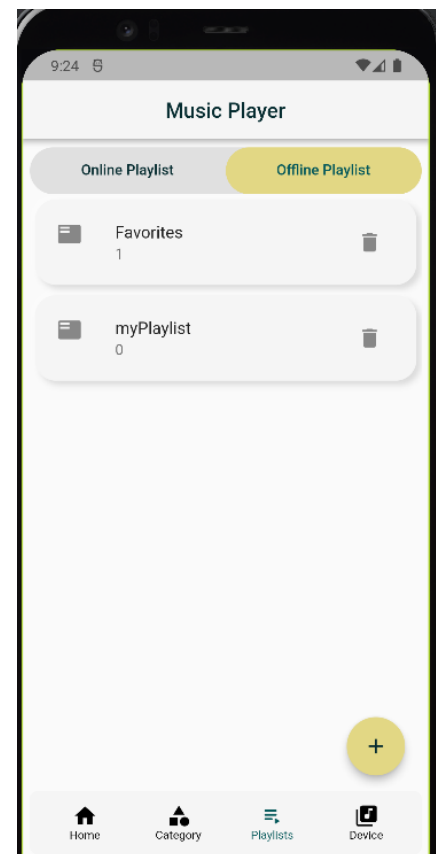 9:24
Music Player
Online Playlist Offline Playlist
Favorites
1
myPlaylist
0
+
Home Category Playlists Device